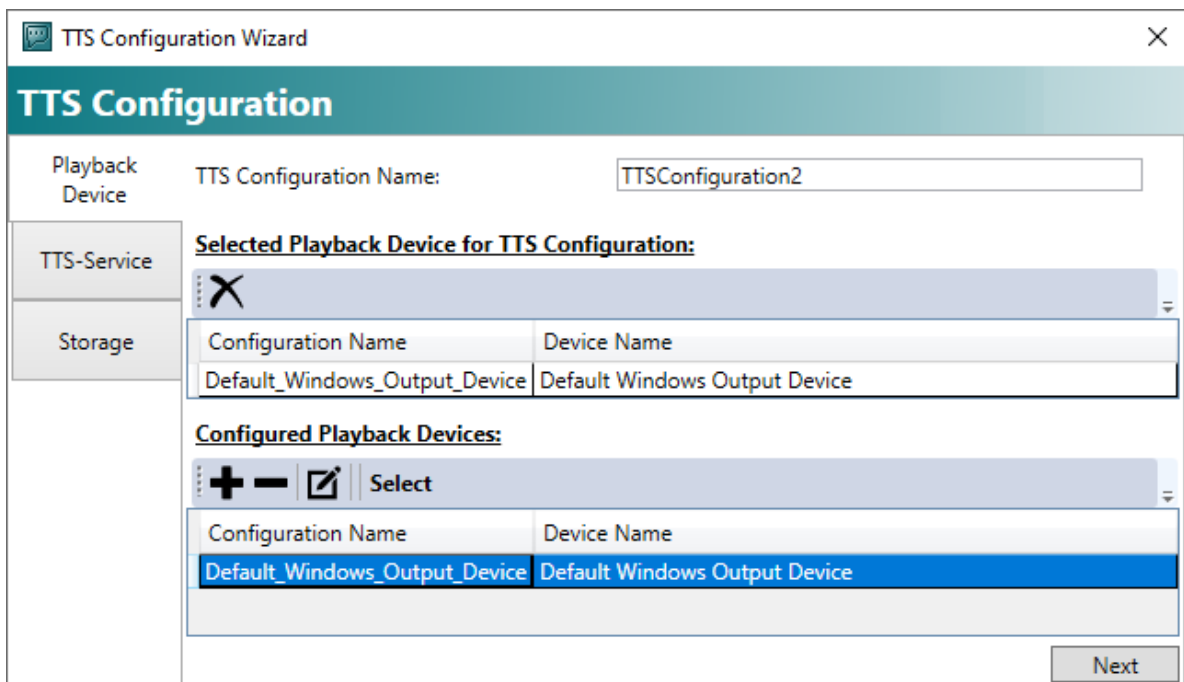 TTS Configuration Wizard
TTS Configuration
Playback
Device
TTS-Service
Storage
TTS Configuration Name: TTSConfiguration2
Selected Playback Device for TTS Configuration:
Configuration Name Device Name
Default_Windows_Output_Device Default Windows Output Device
Configured Playback Devices:
Select
Configuration Name Device Name
Default_Windows_Output_Device Default Windows Output Device
Next